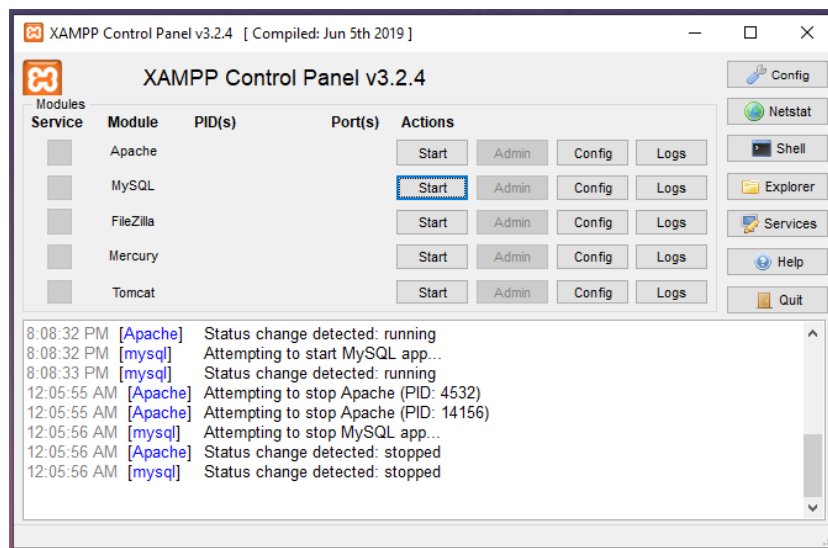 XAMPP Control Panel v3.2.4 [ Compiled: Jun 5th 2019 ]
XAMPP Control Panel v3.2.4
Config
Modules
Service Module PID(s) Port(s) Actions
Netstat
Apache Start Admin Config Logs
Shell
MySQL Start Admin Config Logs
Explorer
FileZilla Start Admin Config Logs
Services
Mercury Start Admin Config Logs
Help
Tomcat Start Admin Config Logs
Quit
8:08:32 PM [Apache] Status change detected: running
8:08:32 PM [mysql] Attempting to start MySQL app...
8:08:33 PM [mysql] Status change detected: running
12:05:55 AM [Apache] Attempting to stop Apache (PID: 4532)
12:05:55 AM [Apache] Attempting to stop Apache (PID: 14156)
12:05:56 AM [mysql] Attempting to stop MySQL app...
12:05:56 AM [Apache] Status change detected: stopped
12:05:56 AM [mysql] Status change detected: stopped